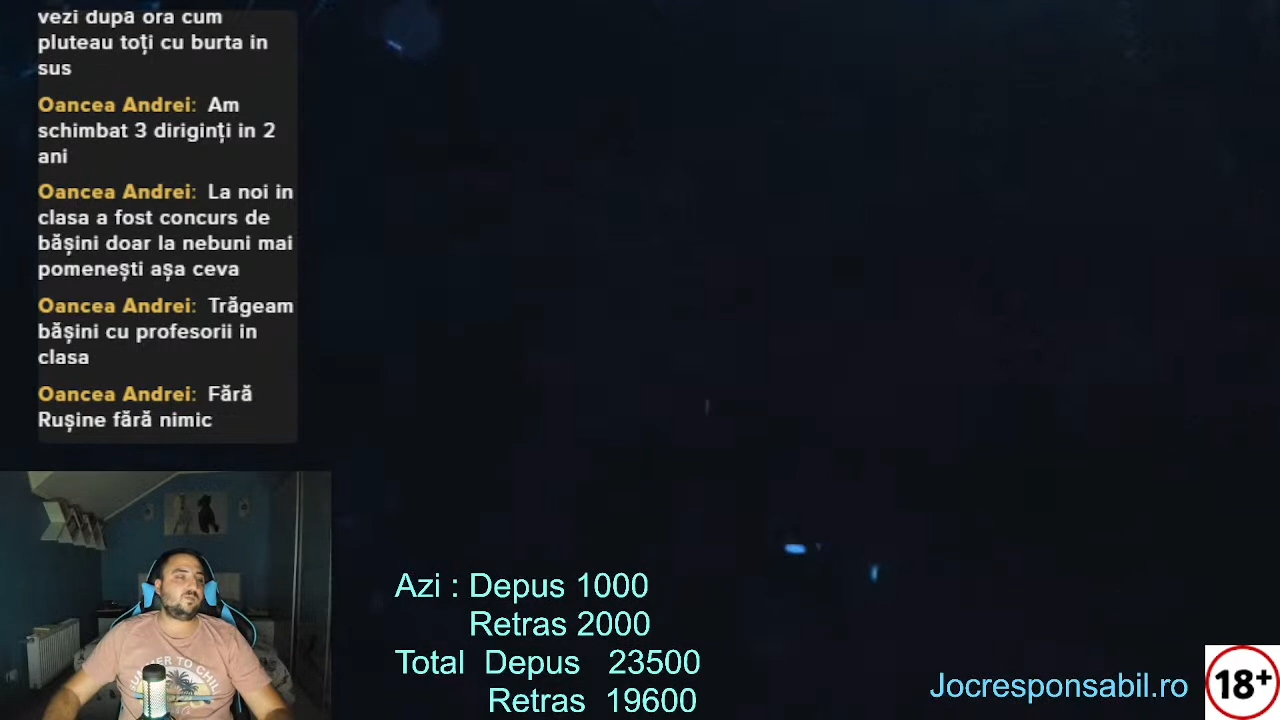 vezi după ora cum
pluteau toți cu burta in
sus
Oancea Andrei: Am
schimbat 3 diriginți in 2
ani
Oancea Andrei: La noi in
clasa a fost concurs de
bășini doar la nebuni mai
pomenești așa ceva
Oancea Andrei: Trăgeam
bășini cu profesorii in
clasa
Oancea Andrei: Fără
Rușine fără nimic
Azi : Depus 1000
Retras 2000
Total Depus 23500
Retras 19600
Jocresponsabil.ro
18+